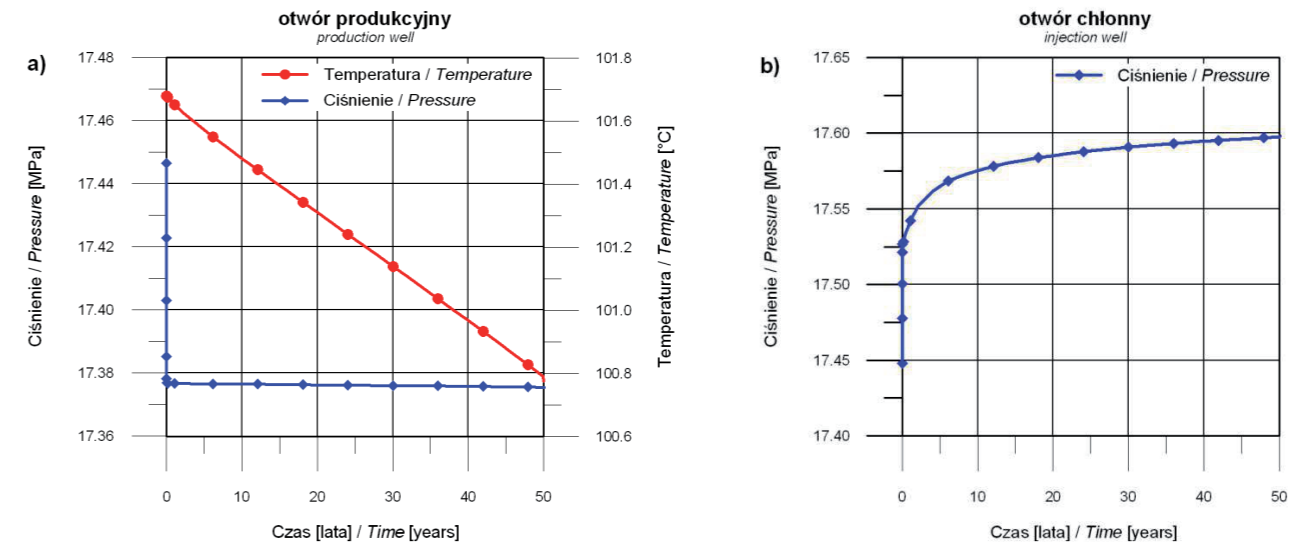 otwór produkcyjny
production well
a)
17.48
17.46
17.44
17.42
17.40
17.38
17.36
Ciśnienie / Pressure [MPa]
Temperatura / Temperature
Ciśnienie / Pressure
101.8
101.6
101.4
101.2
101.0
100.8
100.6
Temperatura / Temperature [°C]
0 10 20 30 40 50
Czas [lata] / Time [years]
otwór chłonny
injection well
b)
17.65
17.60
17.55
17.50
17.45
17.40
Ciśnienie / Pressure [MPa]
Ciśnienie / Pressure
0 10 20 30 40 50
Czas [lata] / Time [years]